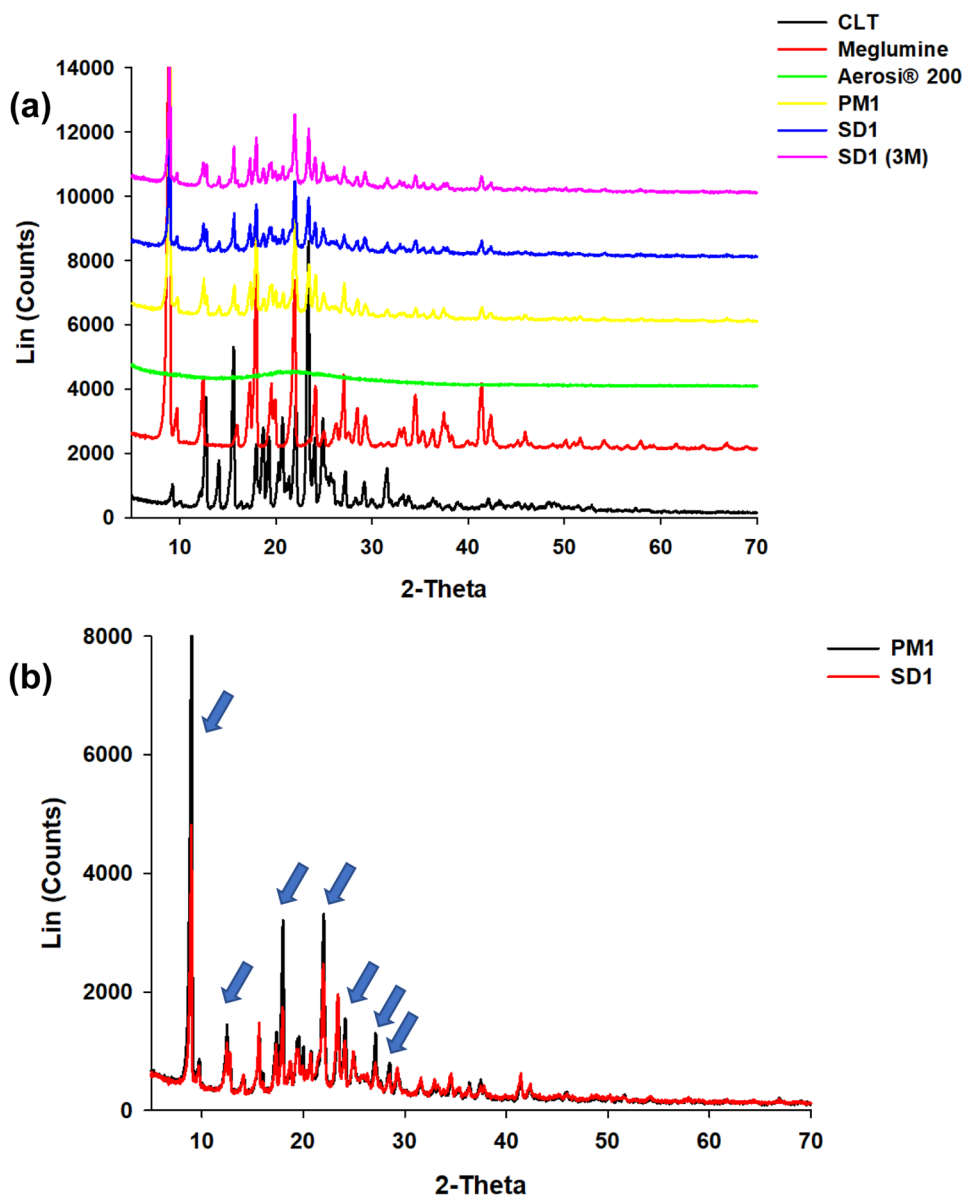 CLT
Meglumine
Aerosi® 200
PM1
SD1
SD1 (3M)
(a)
14000
12000
10000
8000
6000
4000
2000
0
Lin (Counts)
10 20 30 40 50 60 70
2-Theta
(b)
PM1
SD1
8000
6000
4000
2000
0
Lin (Counts)
10 20 30 40 50 60 70
2-Theta